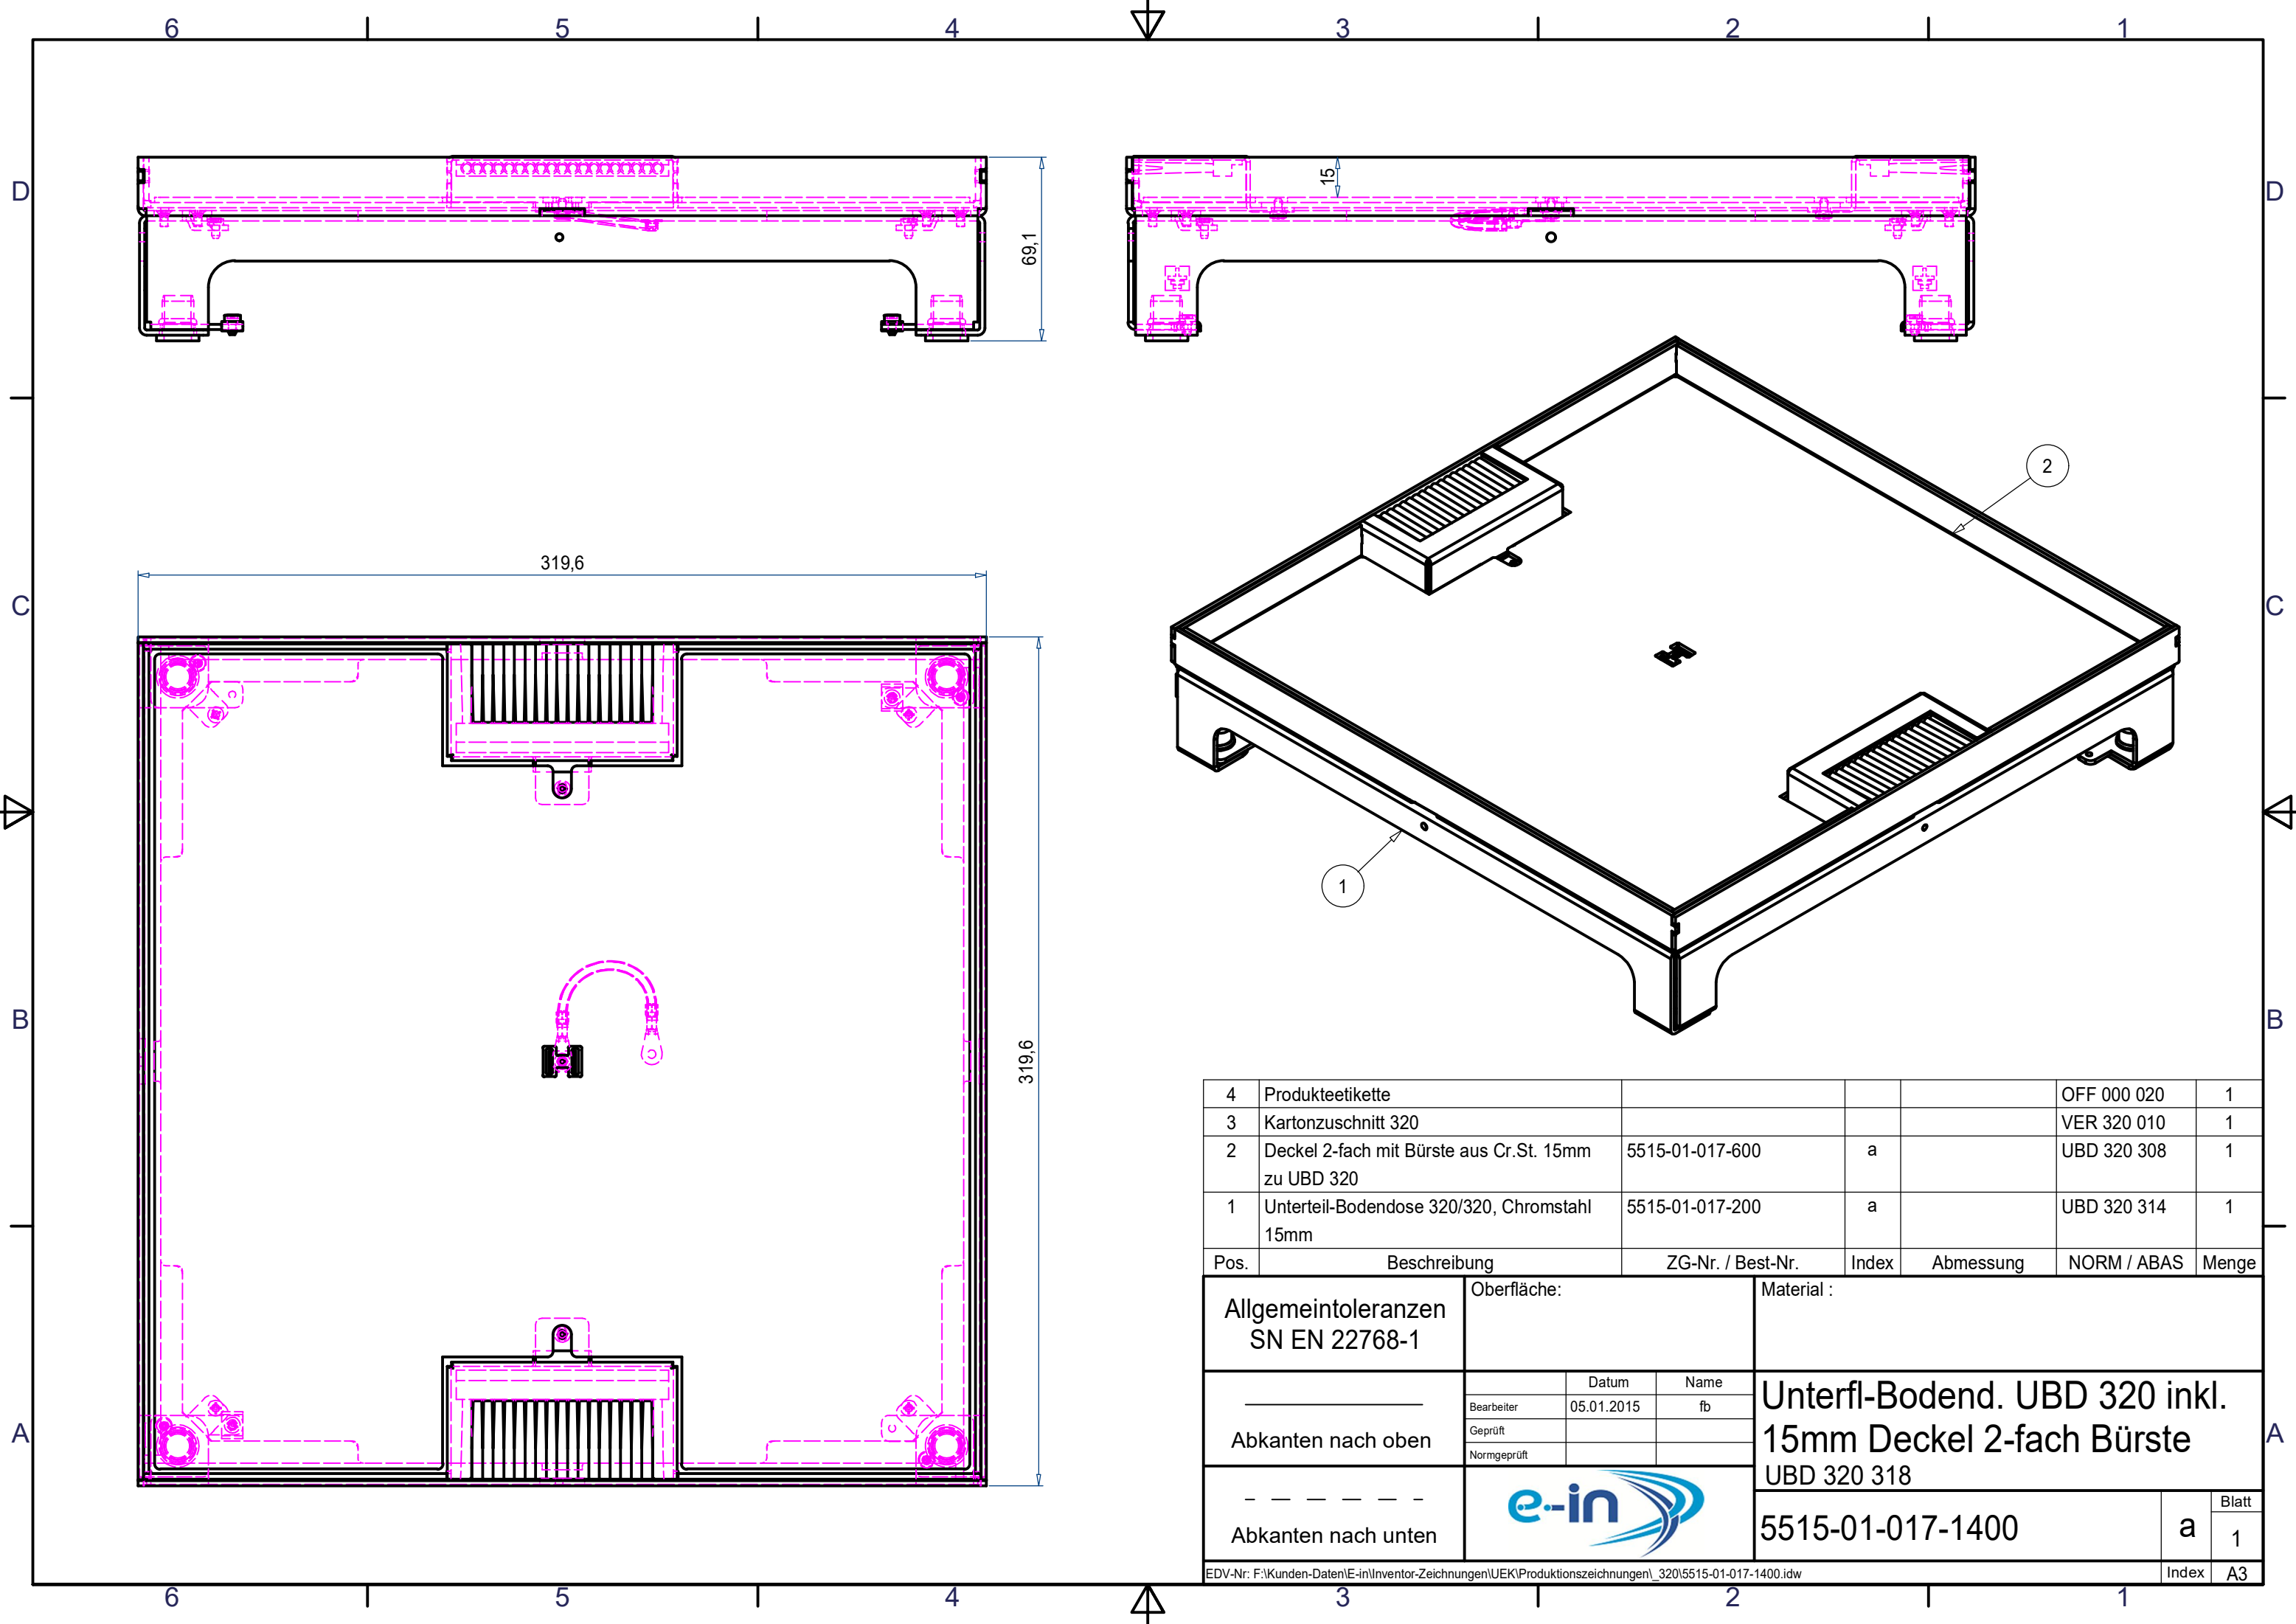 6 5 4 3 2 1
D D
15
69,1
2
319,6
C C
1
B B
319,6
4 Produkteetikette OFF 000 020 1
3 Kartonzuschnitt 320 VER 320 010 1
2 Deckel 2-fach mit Bürste aus Cr.St. 15mm 5515-01-017-600 a UBD 320 308 1
zu UBD 320
1 Unterteil-Bodendose 320/320, Chromstahl 5515-01-017-200 a UBD 320 314 1
15mm
Pos. Beschreibung ZG-Nr. / Best-Nr. Index Abmessung NORM / ABAS Menge
Allgemeintoleranzen
SN EN 22768-1
Oberfläche:
Material :
Abkanten nach oben
Datum Name
Bearbeiter 05.01.2015 fb
Geprüft
Normgeprüft
Unterfl-Bodend. UBD 320 inkl.
15mm Deckel 2-fach Bürste
UBD 320 318
A A
Abkanten nach unten
e-in
5515-01-017-1400
a
Blatt
1
EDV-Nr: F:\Kunden-Daten\E-in\Inventor-Zeichnungen\UEK\Produktionszeichnungen\_320\5515-01-017-1400.idw
Index A3
6 5 4 3 2 1